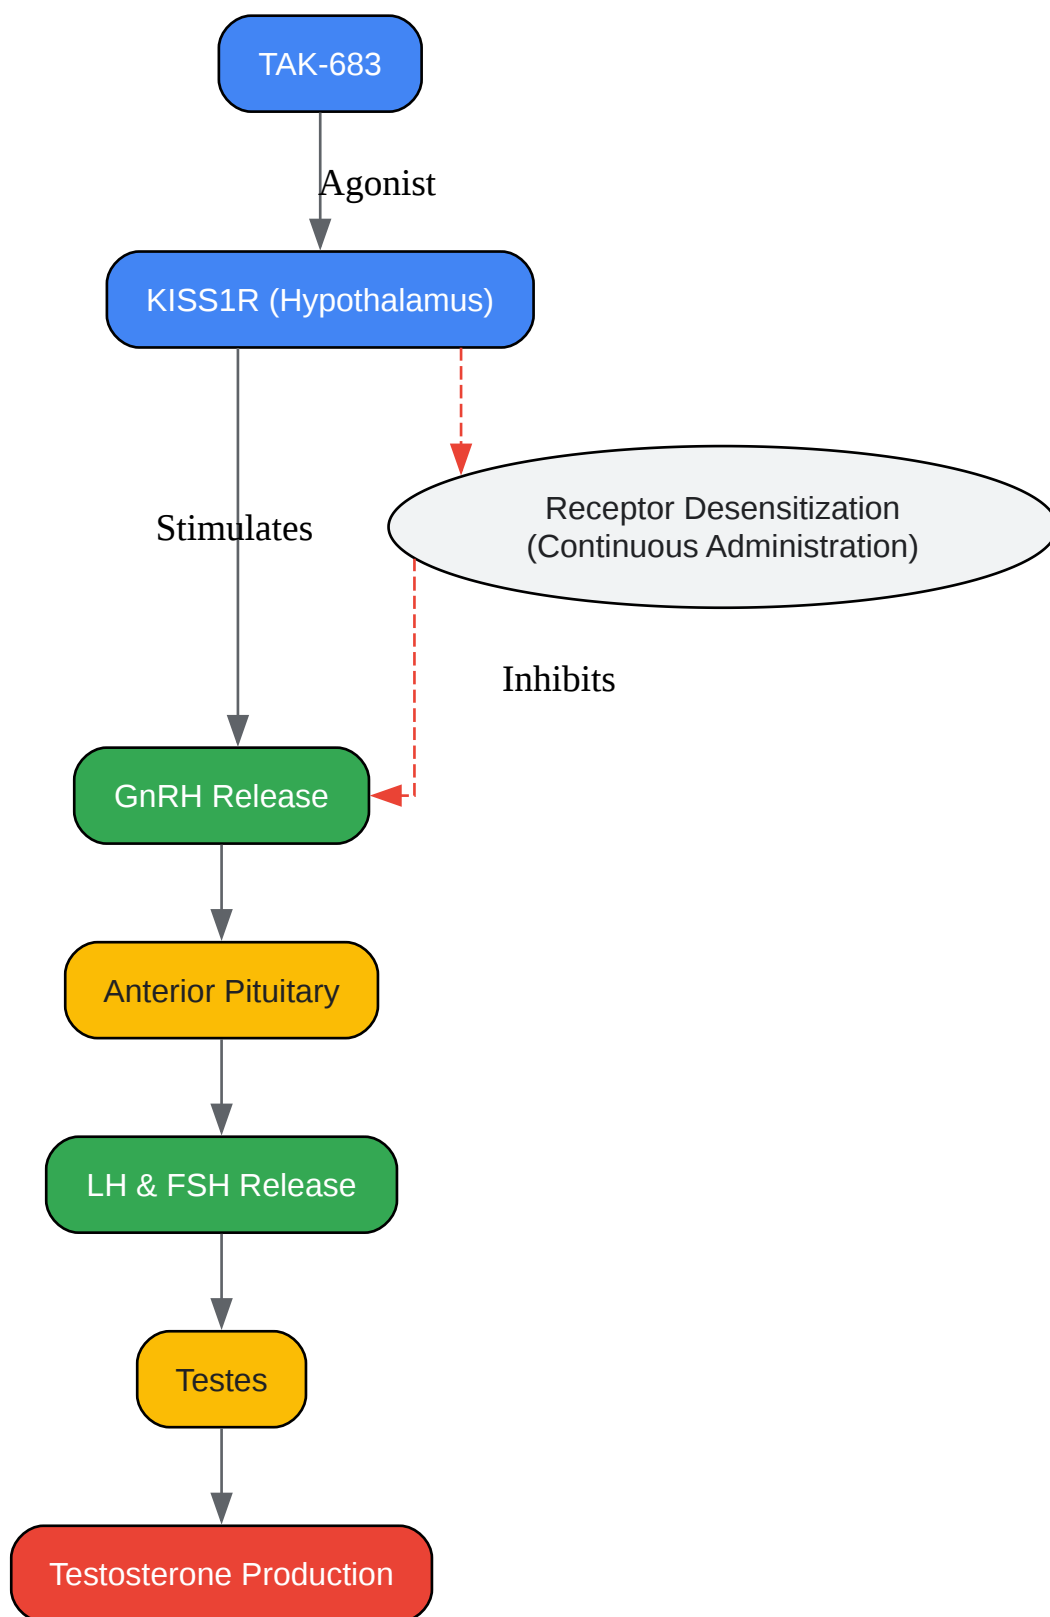 TAK-683
Agonist
KISS1R (Hypothalamus)
Receptor Desensitization
(Continuous Administration)
Stimulates
Inhibits
GnRH Release
Anterior Pituitary
LH & FSH Release
Testes
Testosterone Production